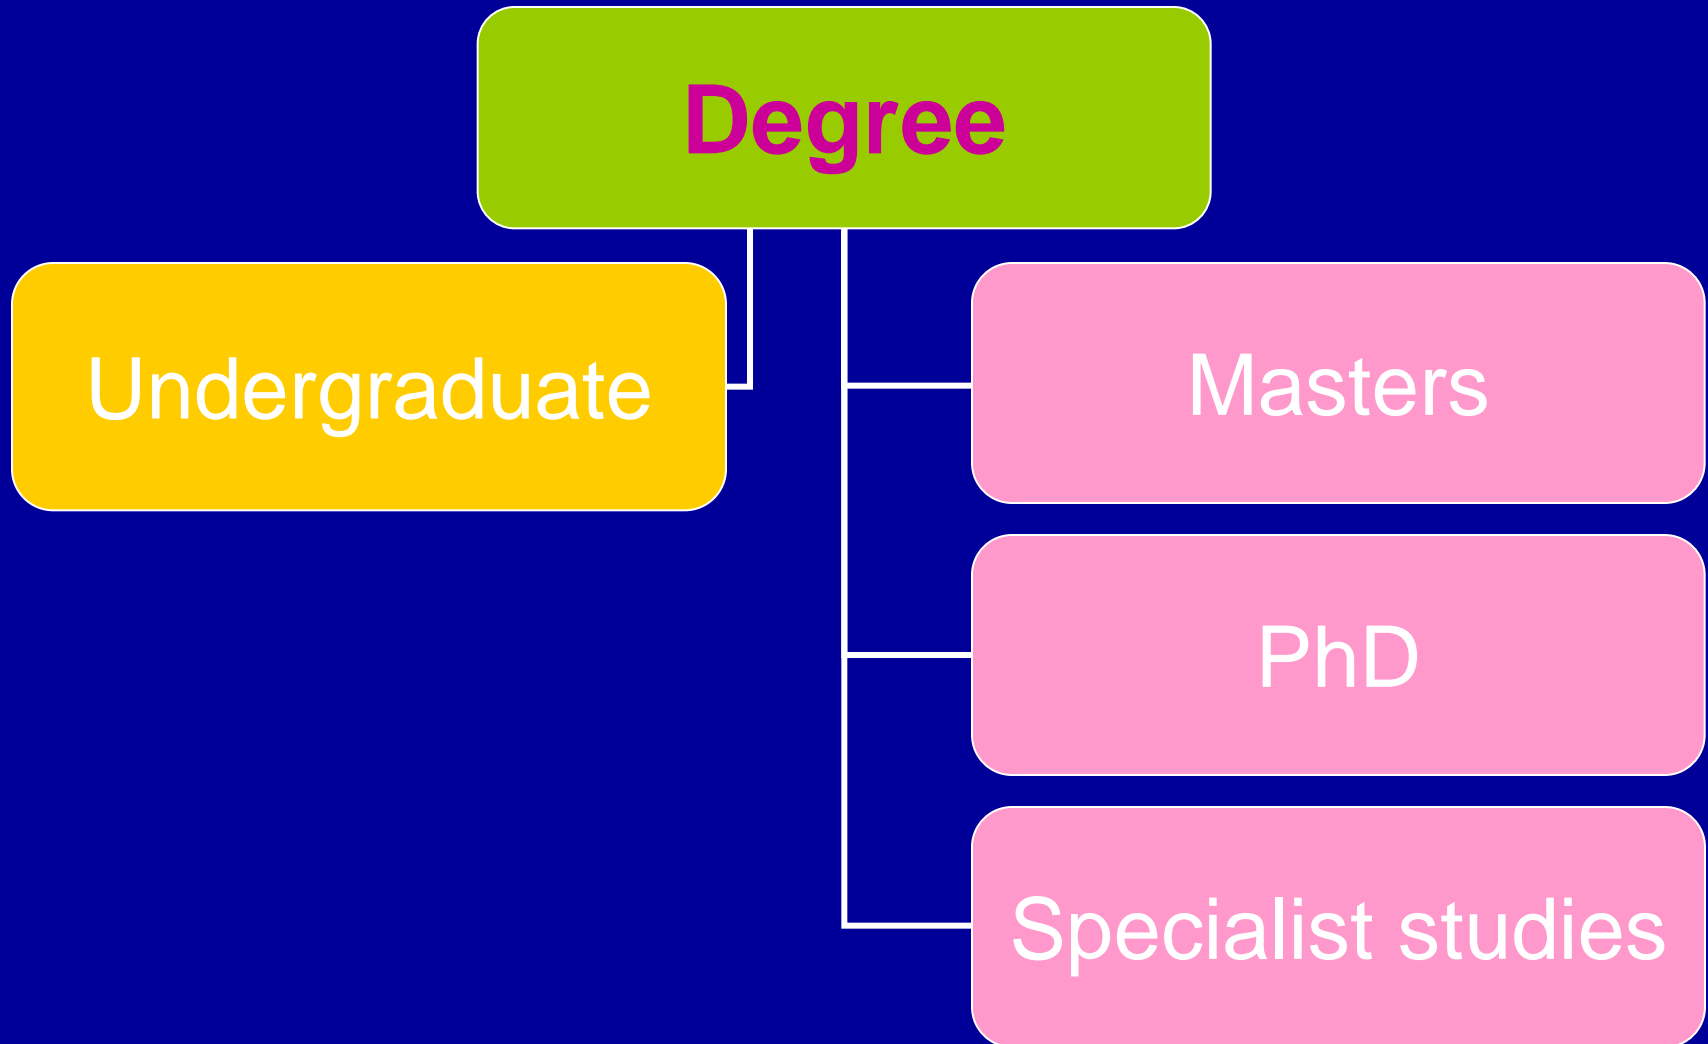 Degree
Undergraduate
Masters
PhD
Specialist studies